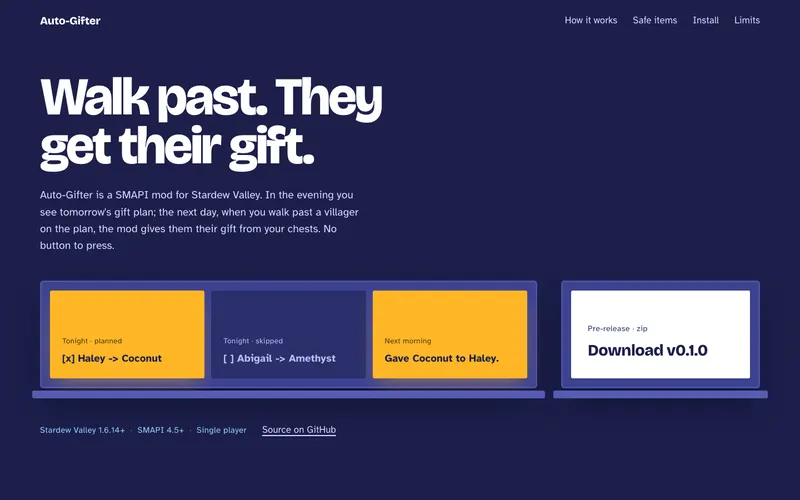 Auto-Gifter
How it works
Safe items
Install
Limits
Walk past. They
get their gift.
Auto-Gifter is a SMAPI mod for Stardew Valley. In the evening you
see tomorrow's gift plan; the next day, when you walk past a villager
on the plan, the mod gives them their gift from your chests. No
button to press.
Tonight · planned
[x] Haley -> Coconut
Tonight · skipped
[ ] Abigail -> Amethyst
Next morning
Gave Coconut to Haley.
Pre-release · zip
Download v0.1.0
Stardew Valley 1.6.14+ · SMAPI 4.5+ · Single player
Source on GitHub